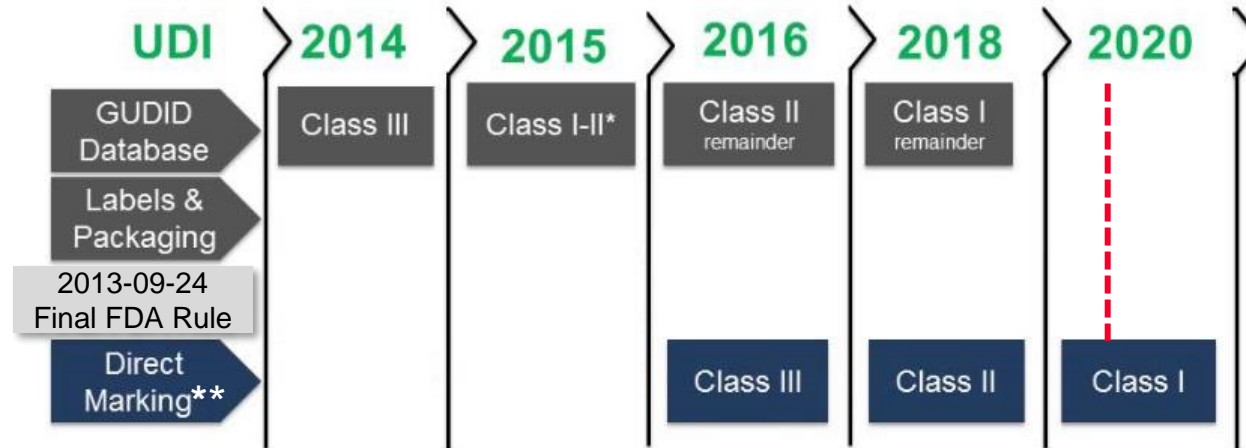 UDI 2014 2015 2016 2018 2020
GUDID
Database
Class III
Class I-II*
Class II
remainder
Class I
remainder
Labels &
Packaging
2013-09-24
Final FDA Rule
Direct
Marking**
Class III
Class II
Class I